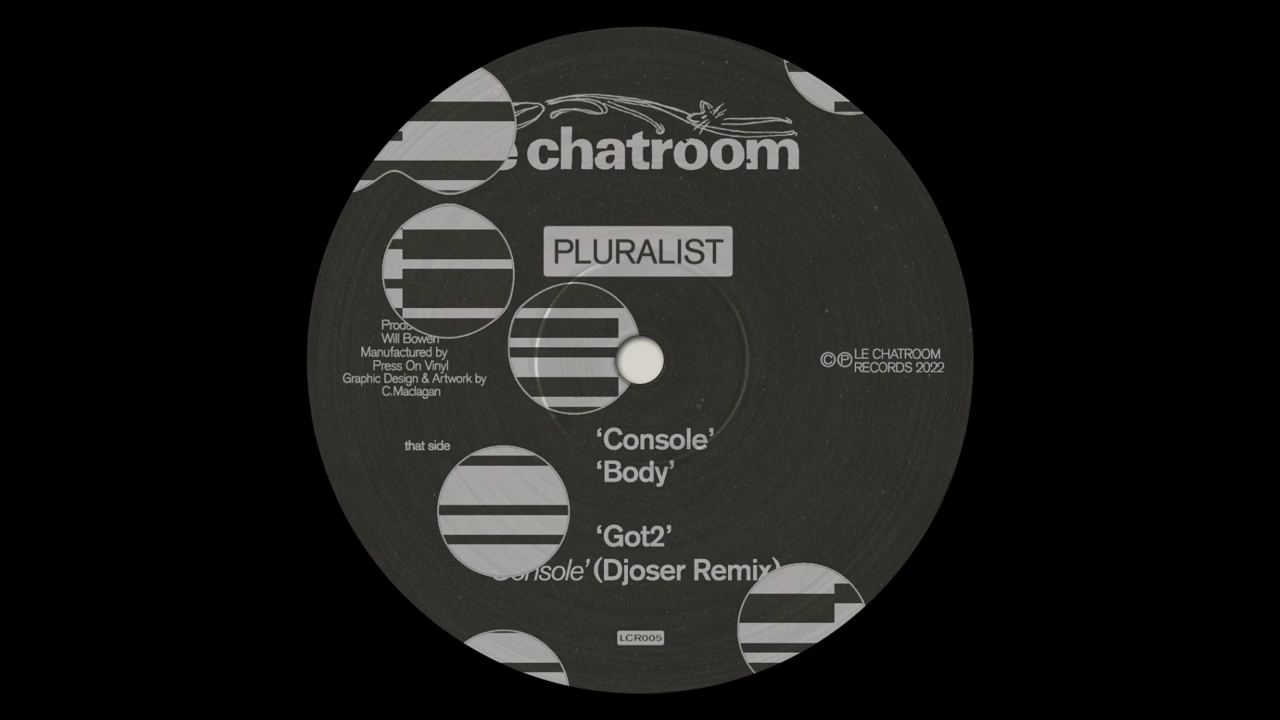 chatroom
PLURALIST
Will Bowen
Manufactured by
Press On Vinyl
Graphic Design & Artwork by
C.Maclagan
©℗ LE CHATROOM
RECORDS 2022
that side
‘Console’
‘Body’
‘Got2’
‘Console’ (Djoser Remix)
LCR005